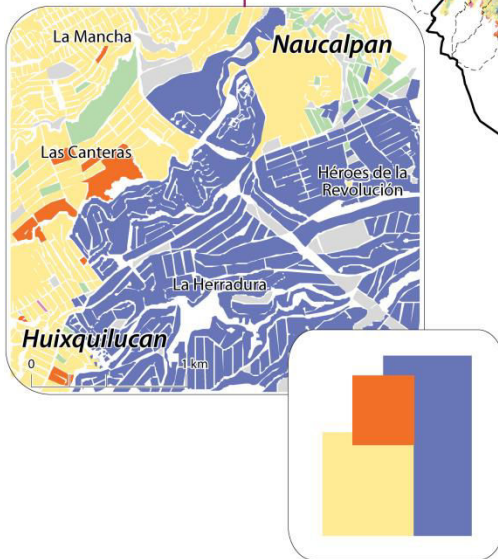 La Mancha
Naucalpan
Las Canteras
Héroes de la
Revolución
La Herradura
Huixquilucan
0
1 km